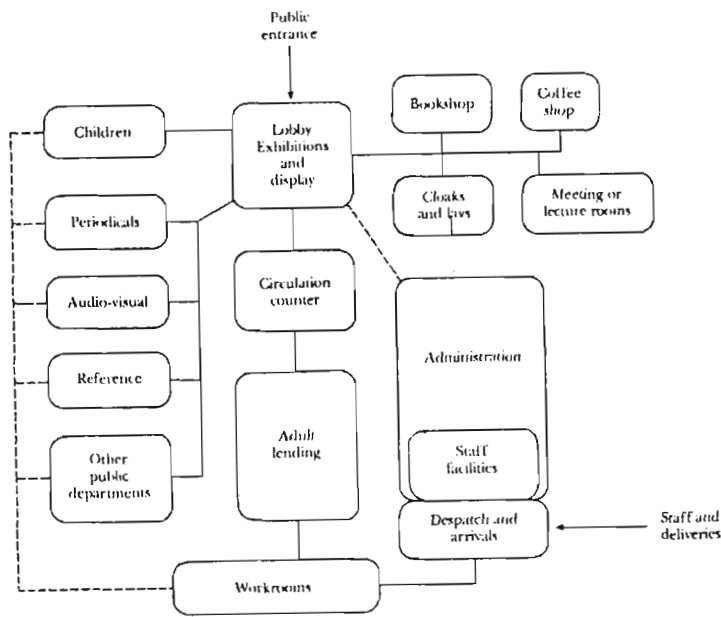 Public
entrance
Children
Lobby
Exhibitions
and
display
Bookshop
Coffee
shop
Cloaks
and lavs
Meeting or
lecture rooms
Periodicals
Audio-visual
Circulation
counter
Administration
Reference
Adult
lending
Staff
facilities
Other
public
departments
Despatch and
arrivals
Staff and
deliveries
Workrooms